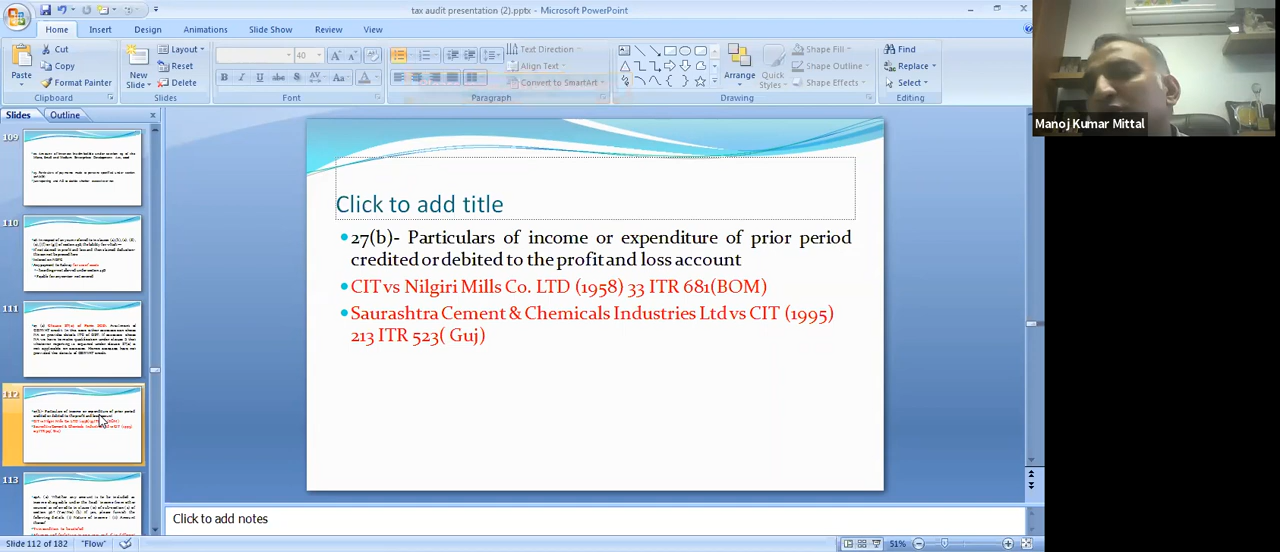 tax audit presentation (2).pptx - Microsoft PowerPoint
Home Insert Design Animations Slide Show Review View
Cut
Copy
Format Painter
Paste
Clipboard
New
Slide
Layout
Reset
Delete
Slides
40
Font
Text Direction
Align Text
Convert to SmartArt
Paragraph
Arrange
Quick
Styles
Shape Fill
Shape Outline
Shape Effects
Drawing
Find
Replace
Select
Editing
Manoj Kumar Mittal
Slides Outline
109
110
111
112
113
Click to add title
27(b)- Particulars of income or expenditure of prior period
credited or debited to the profit and loss account
CIT vs Nilgiri Mills Co. LTD (1958) 33 ITR 681(BOM)
Saurashtra Cement & Chemicals Industries Ltd vs CIT (1995)
213 ITR 523( Guj)
Click to add notes
Slide 112 of 182 "Flow" 51%